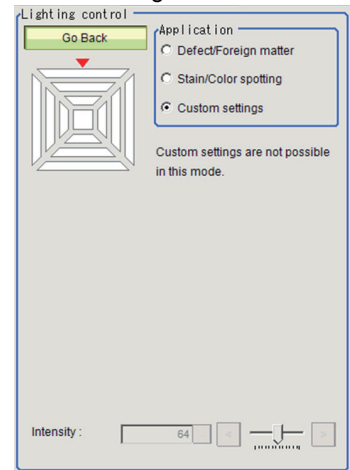 Lighting control
Go Back
Application
Defect/Foreign matter
Stain/Color spotting
Custom settings
Custom settings are not possible
in this mode.
Intensity :
64
<
>